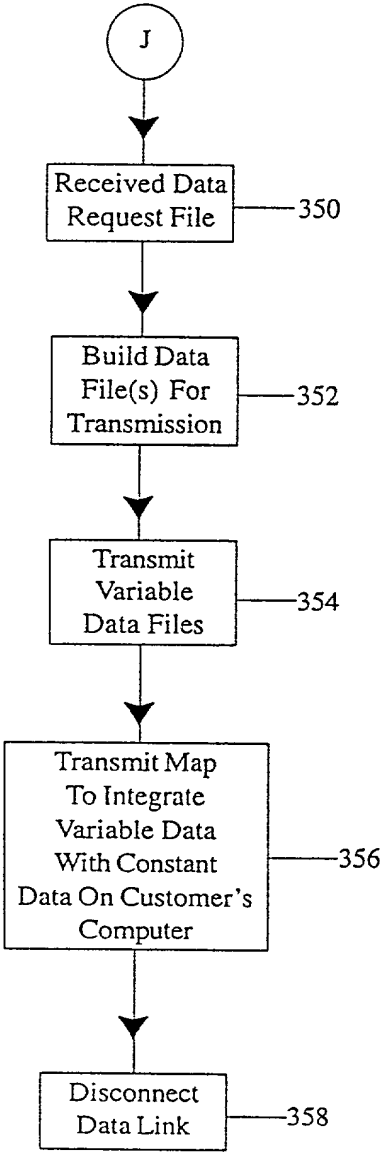 J
Received Data
Request File
350
Build Data
File(s) For
Transmission
352
Transmit
Variable
Data Files
354
Transmit Map
To Integrate
Variable Data
With Constant
Data On Customer's
Computer
356
Disconnect
Data Link
358